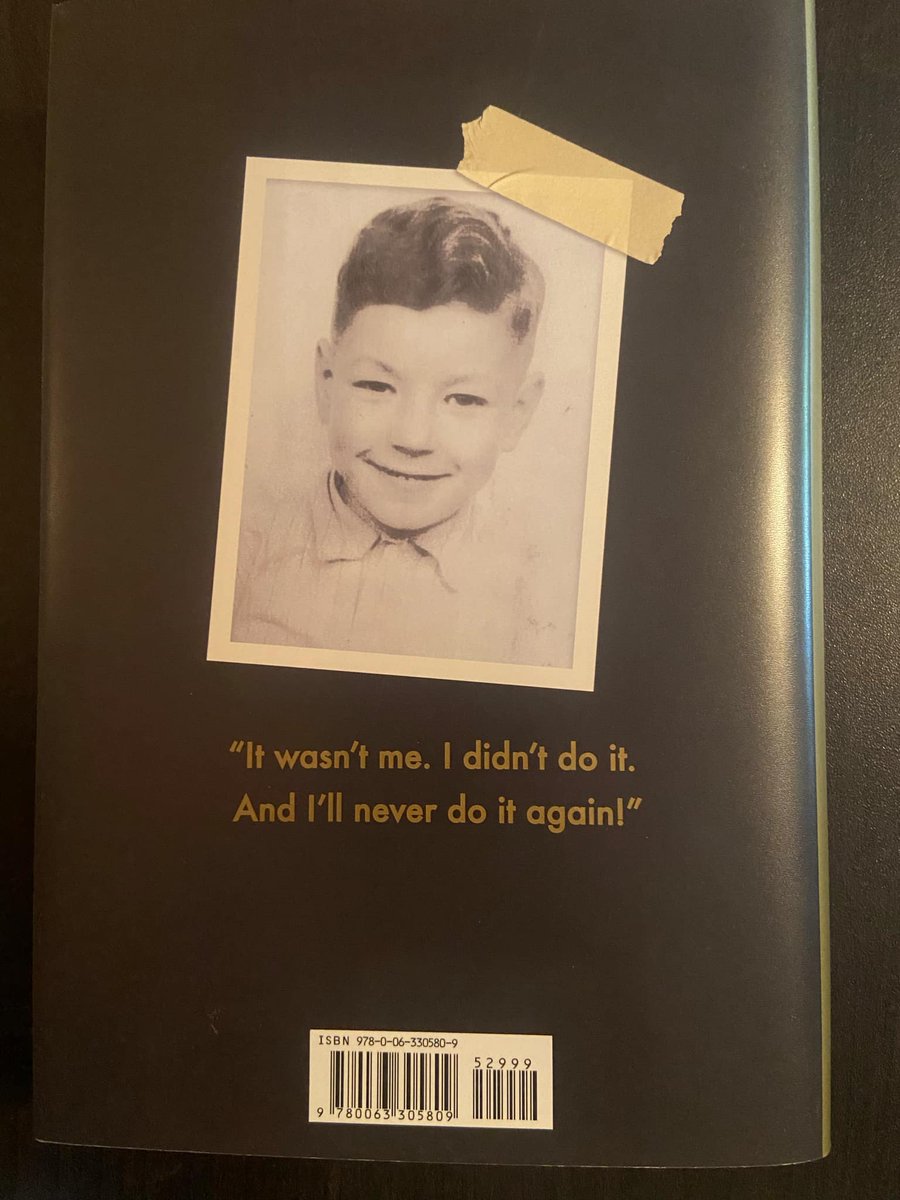 “It wasn’t me. I didn’t do it.
And I’ll never do it again!”
ISBN 978-0-06-330580-9
52999
9 780063 305809